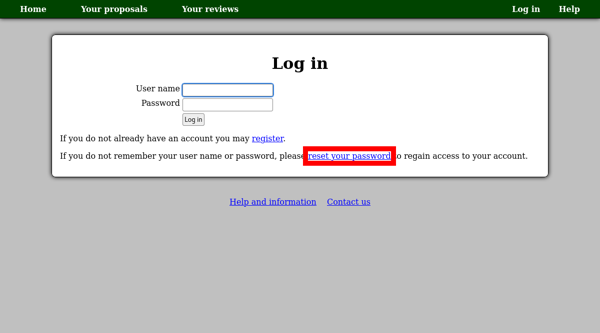 Home Your proposals Your reviews Log in Help
Log in
User name
Password
Log in
If you do not already have an account you may register.
If you do not remember your user name or password, please reset your password to regain access to your account.
Help and information Contact us